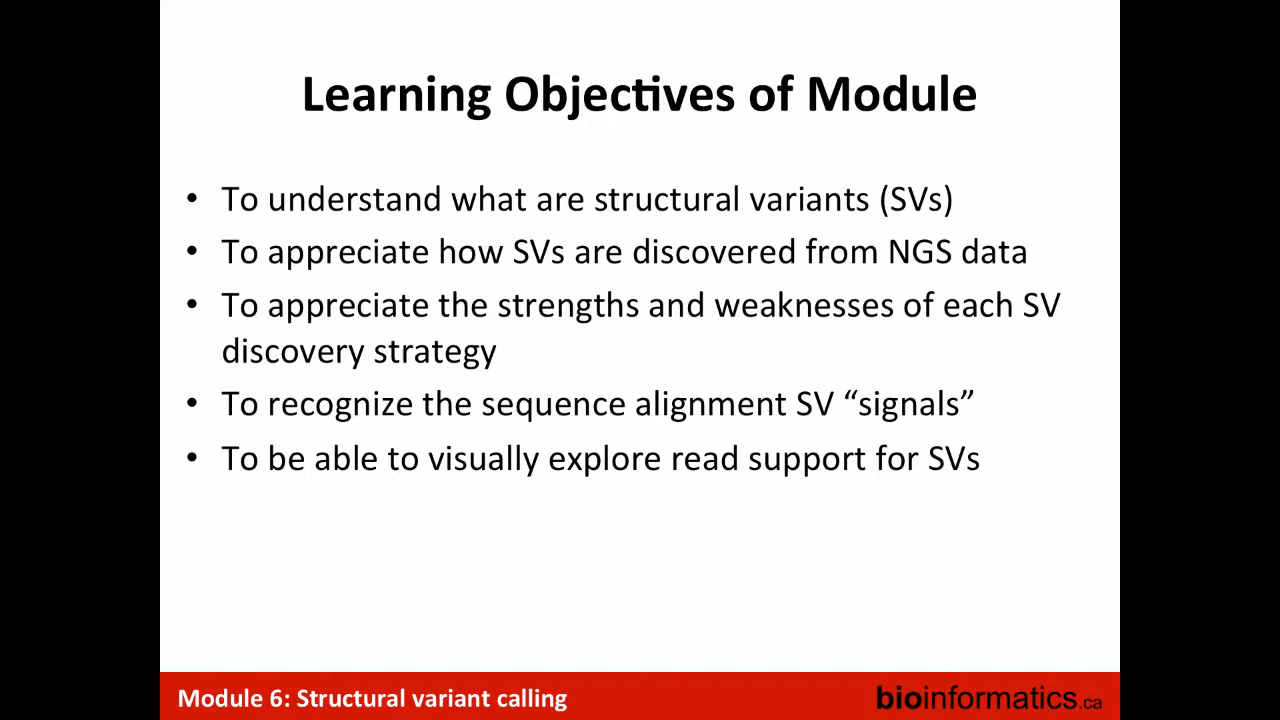 Learning Objectives of Module
• To understand what are structural variants (SVs)
• To appreciate how SVs are discovered from NGS data
• To appreciate the strengths and weaknesses of each SV
discovery strategy
• To recognize the sequence alignment SV “signals”
• To be able to visually explore read support for SVs
Module 6: Structural variant calling
bioinformatics.ca